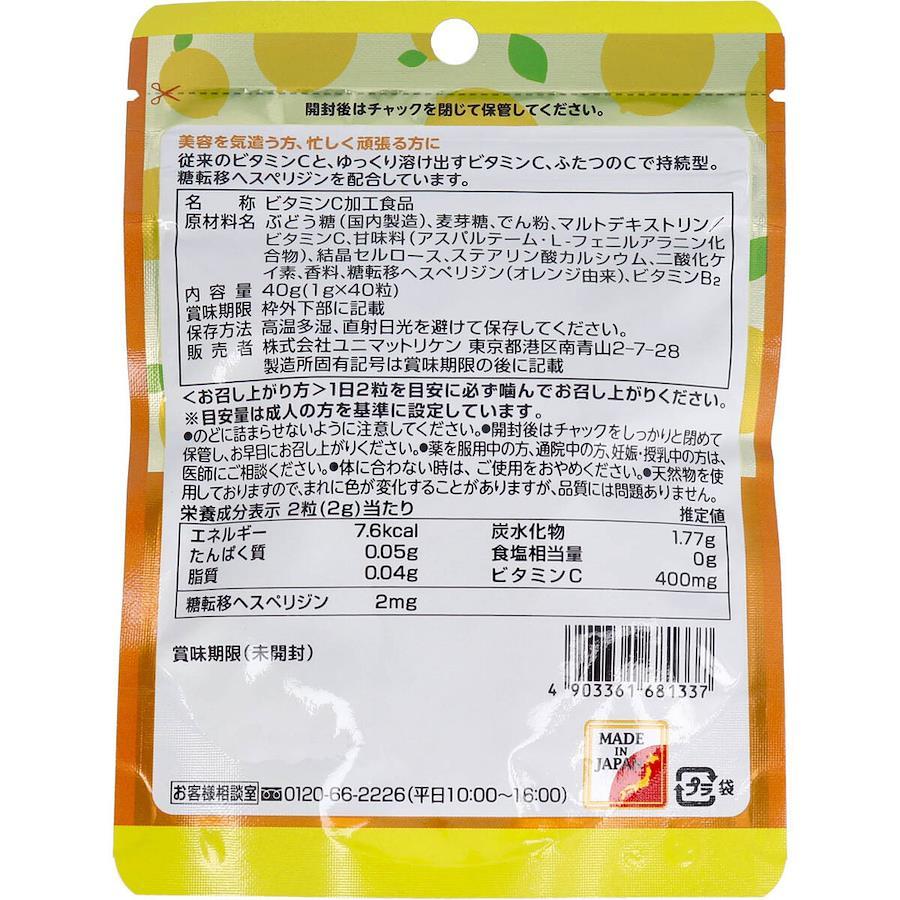 開封後はチャックを閉じて保管してください。
美容を気遣う方、忙しく頑張る方に
従来のビタミンCと、ゆっくり溶け出すビタミンC、ふたつのCで持続型。
糖転移ヘスペリジンを配合しています。
名称 ビタミンC加工食品
原材料名 ぶどう糖(国内製造)、麦芽糖、でん粉、マルトデキストリン/
ビタミンC、甘味料(アスパルテーム・L-フェニルアラニン化
合物)、結晶セルロース、ステアリン酸カルシウム、二酸化ケ
イ素、香料、糖転移ヘスペリジン(オレンジ由来)、ビタミンB₂
内容量 40g(1g×40粒)
賞味期限 枠外下部に記載
保存方法 高温多湿、直射日光を避けて保存してください。
販売者 株式会社ユニマットリケン 東京都港区南青山2-7-28
製造所固有記号は賞味期限の後に記載
<お召し上がり方>1日2粒を目安に必ず噛んでお召し上がりください。
※目安量は成人の方を基準に設定しています。
●のどに詰まらせないように注意してください。●開封後はチャックをしっかりと閉めて
保管し、お早目にお召し上がりください。●薬を服用中の方、通院中の方、妊娠・授乳中の方は、
医師にご相談ください。●体に合わない時は、ご使用をおやめください。●天然物を使
用しておりますので、まれに色が変化することがありますが、品質には問題ありません。
栄養成分表示 2粒(2g)当たり 推定値
エネルギー 7.6kcal 炭水化物 1.77g
たんぱく質 0.05g 食塩相当量 0g
脂質 0.04g ビタミンC 400mg
糖転移ヘスペリジン 2mg
賞味期限(未開封)
4 903361 681337
MADE
IN
JAPAN
お客様相談室 0120-66-2226(平日10:00~16:00)
プラ 袋